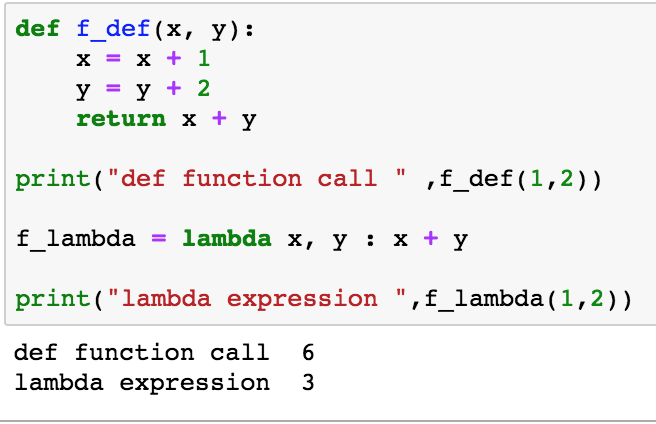 def f_def(x, y):
    x = x + 1
    y = y + 2
    return x + y
print("def function call " ,f_def(1,2))
f_lambda = lambda x, y : x + y
print("lambda expression ",f_lambda(1,2))
def function call  6
lambda expression  3